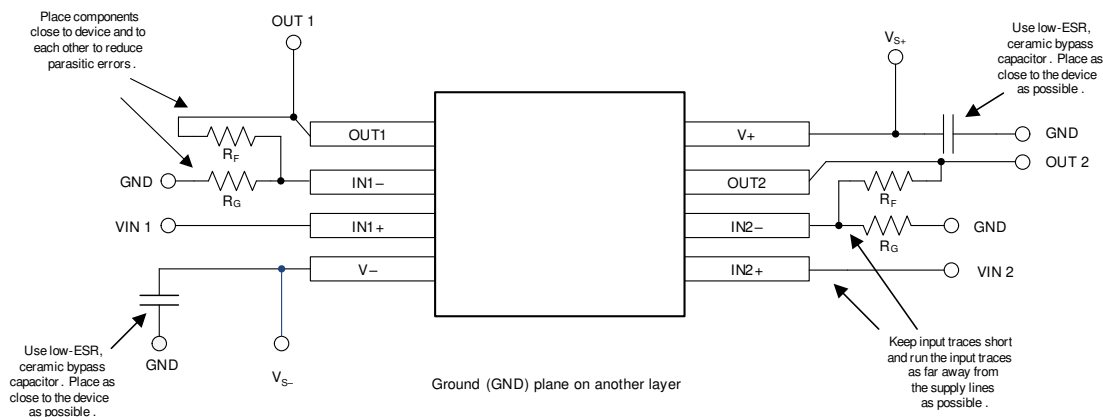 Place components
close to device and to
each other to reduce
parasitic errors .
OUT 1
VS+
Use low-ESR,
ceramic bypass
capacitor . Place as
close to the device
as possible .
OUT1
V+
GND
RF
OUT 2
GND
RG
IN1−
OUT2
RF
VIN 1
IN1+
IN2−
RG
GND
V−
IN2+
VIN 2
GND
VS−
Use low-ESR,
ceramic bypass
capacitor . Place as
close to the device
as possible .
Ground (GND) plane on another layer
Keep input traces short
and run the input traces
as far away from
the supply lines
as possible .